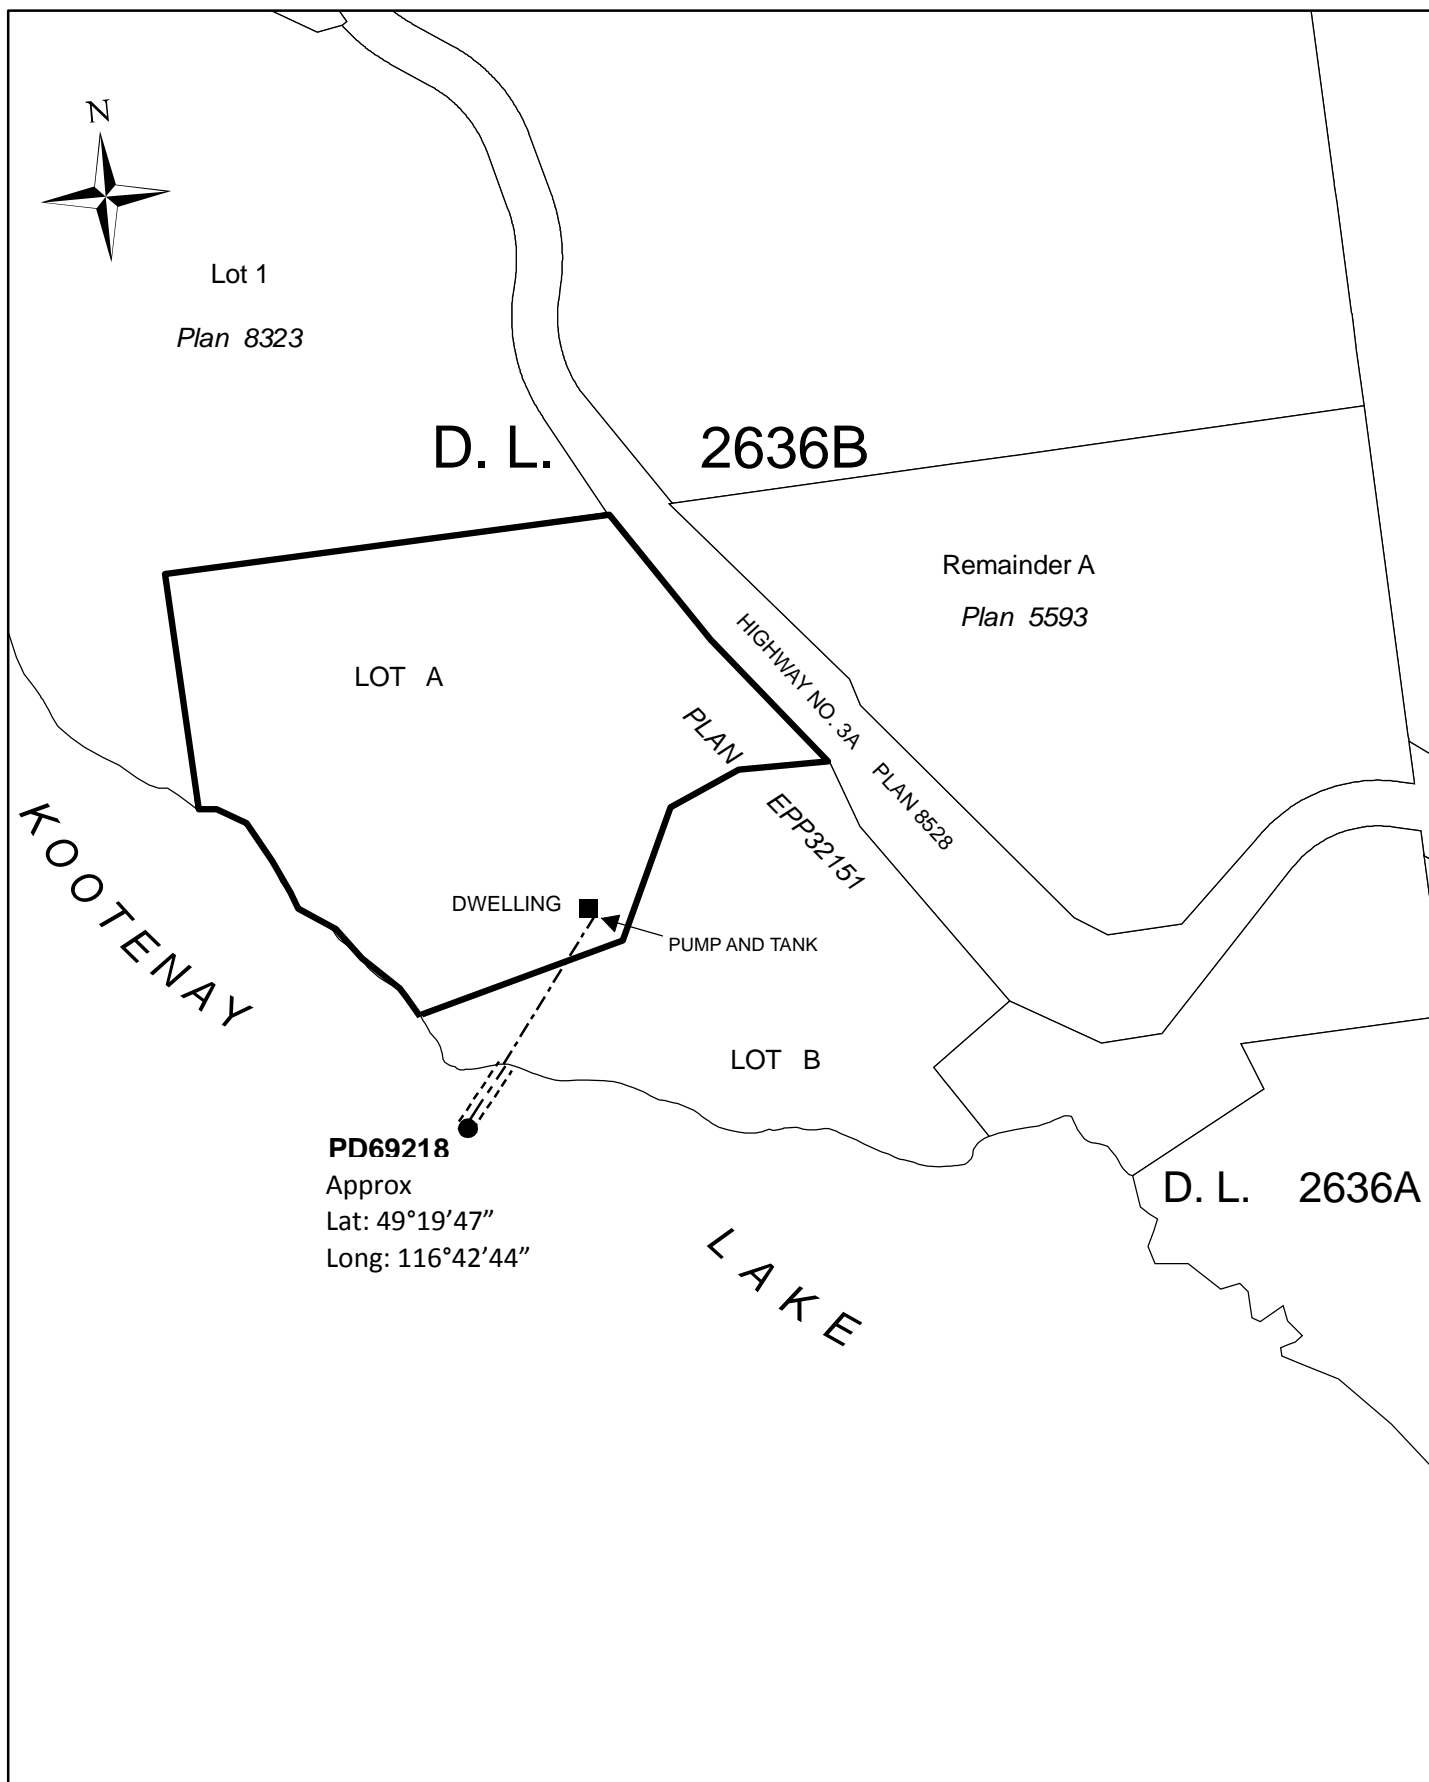 N
Lot 1
Plan 8323
D. L. 2636B
Remainder A
Plan 5593
HIGHWAY NO. 3A PLAN 8528
LOT A
PLAN EPP32151
KOOTENAY
DWELLING
PUMP AND TANK
LOT B
PD69218
Approx
Lat: 49°19’47”
Long: 116°42’44”
D. L. 2636A
LAKE